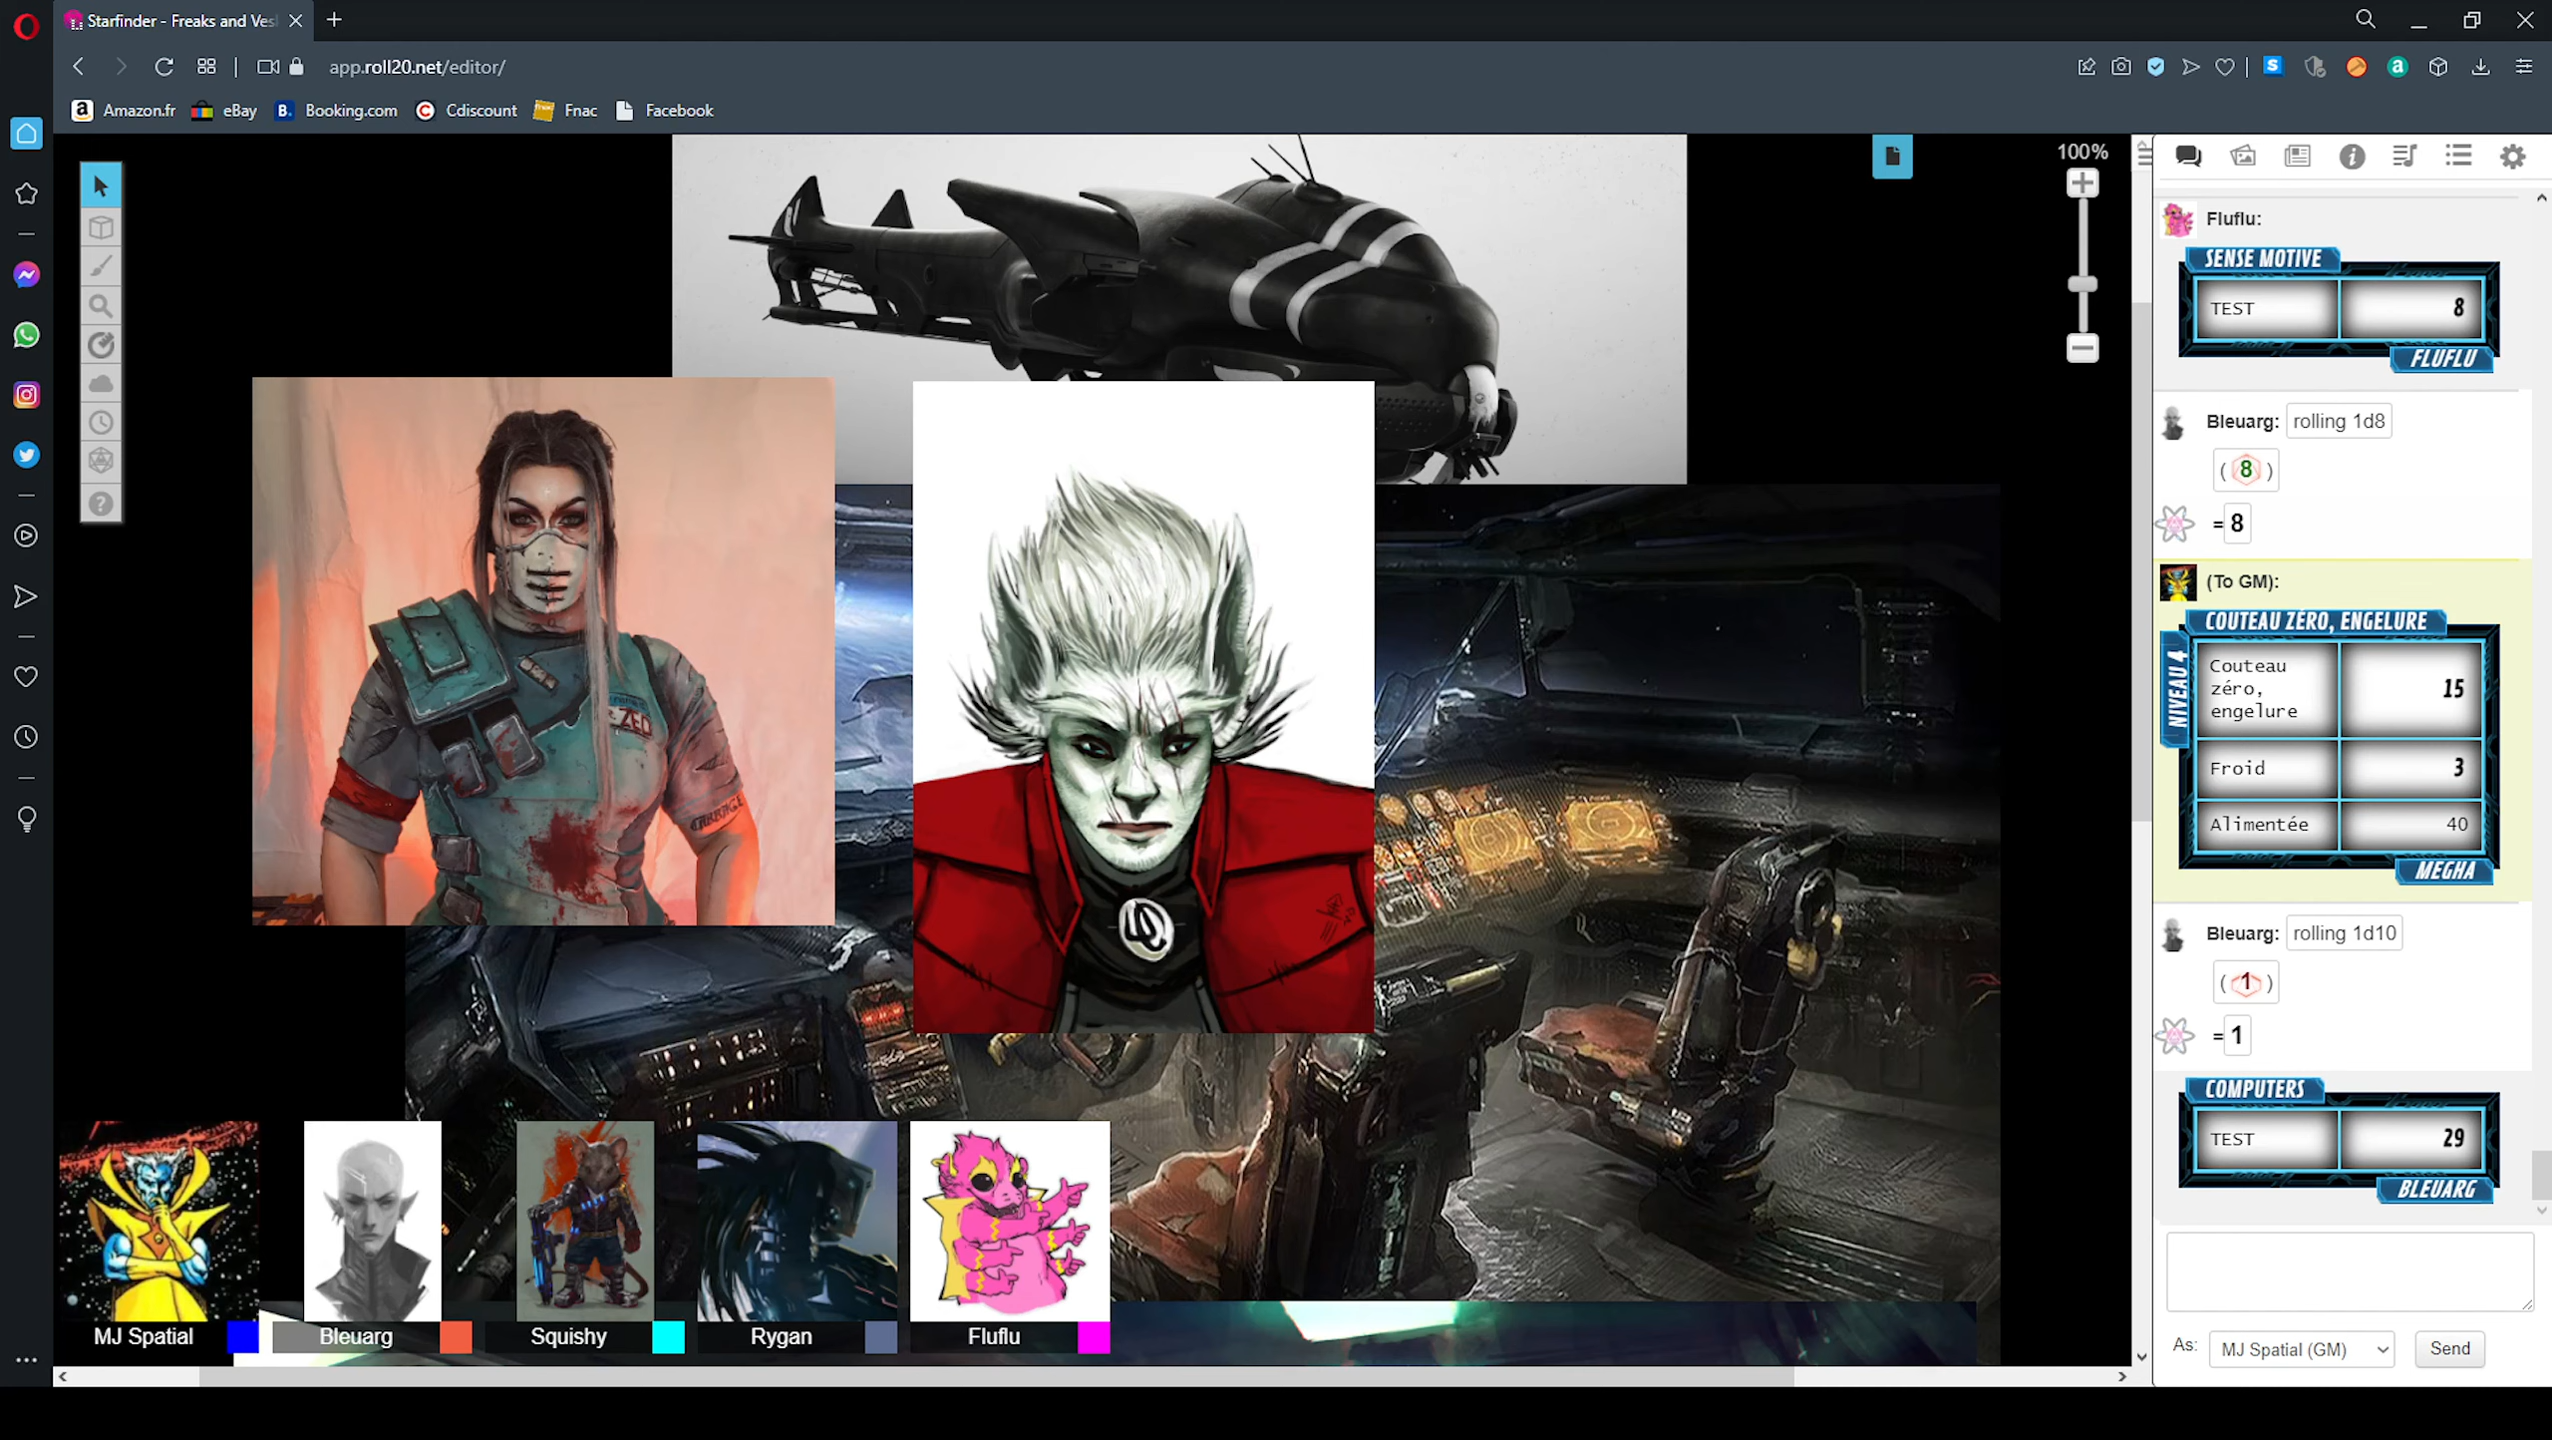 Starfinder - Freaks and Ves
app.roll20.net/editor/
Amazon.fr
eBay
Booking.com
Cdiscount
Fnac
Facebook
100%
Fluflu:
SENSE MOTIVE
TEST
8
FLUFLU
Bleuarg:
rolling 1d8
(8)
=8
(To GM):
COUTEAU ZÉRO, ENGELURE
NIVEAU 4
Couteau
zéro,
engelure
15
Froid
3
Alimentée
40
MEGHA
Bleuarg:
rolling 1d10
(1)
=1
COMPUTERS
TEST
29
BLEUARG
ZED
MJ Spatial
Bleuarg
Squishy
Rygan
Fluflu
As:
MJ Spatial (GM)
Send